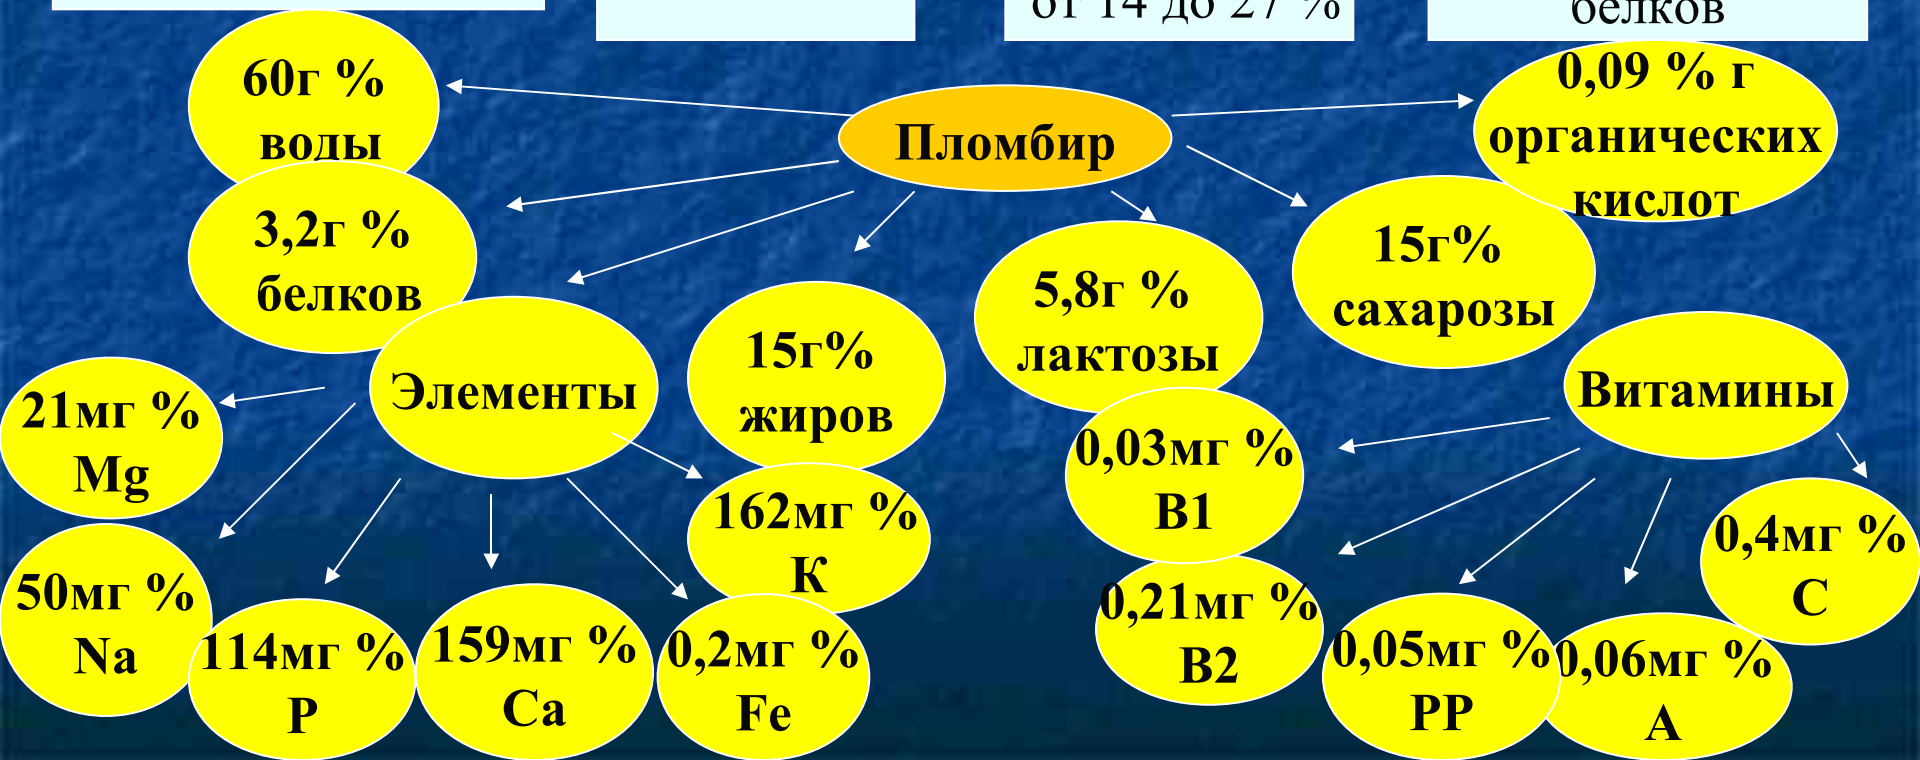 от 14 до 27 %
белков
60г %
воды
Пломбир
0,09 % г
органических
кислот
3,2г %
белков
15г%
сахарозы
5,8г %
лактозы
15г%
жиров
Элементы
Витамины
21мг %
Mg
162мг %
К
0,03мг %
В1
0,4мг %
С
50мг %
Na
114мг %
Р
159мг %
Са
0,2мг %
Fe
0,21мг %
В2
0,05мг %
РР
0,06мг %
А